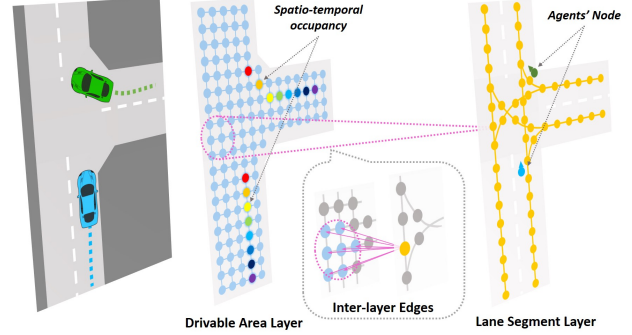 Spatio-temporal
occupancy
Agents' Node
Inter-layer Edges
Drivable Area Layer
Lane Segment Layer